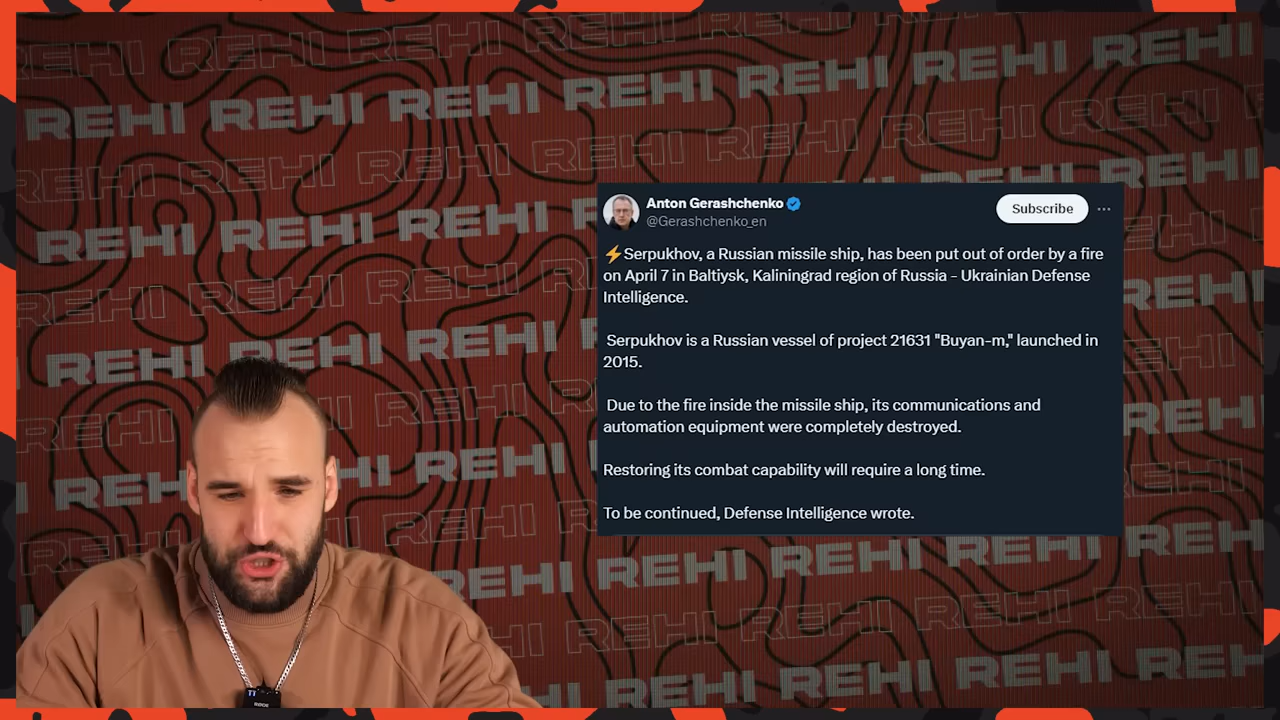 REHI REHI REHI REHI REHI REHI REHI
Anton Gerashchenko
@Gerashchenko_en
Subscribe
⚡Serpukhov, a Russian missile ship, has been put out of order by a fire
on April 7 in Baltiysk, Kaliningrad region of Russia - Ukrainian Defense
Intelligence.
Serpukhov is a Russian vessel of project 21631 "Buyan-m," launched in
2015.
Due to the fire inside the missile ship, its communications and
automation equipment were completely destroyed.
Restoring its combat capability will require a long time.
To be continued, Defense Intelligence wrote.